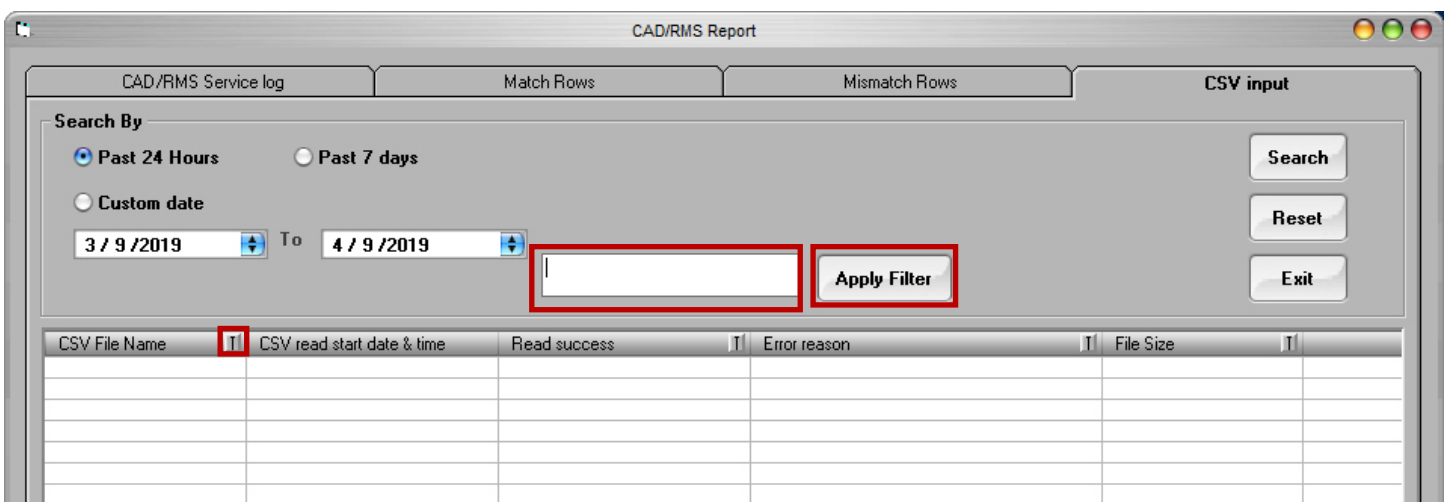 CAD/RMS Report
CAD/RMS Service log Match Rows Mismatch Rows CSV input
Search By
Past 24 Hours Past 7 days Search
Custom date
Reset
3 / 9 /2019 To 4 / 9 /2019
Apply Filter Exit
CSV File Name CSV read start date & time Read success Error reason File Size